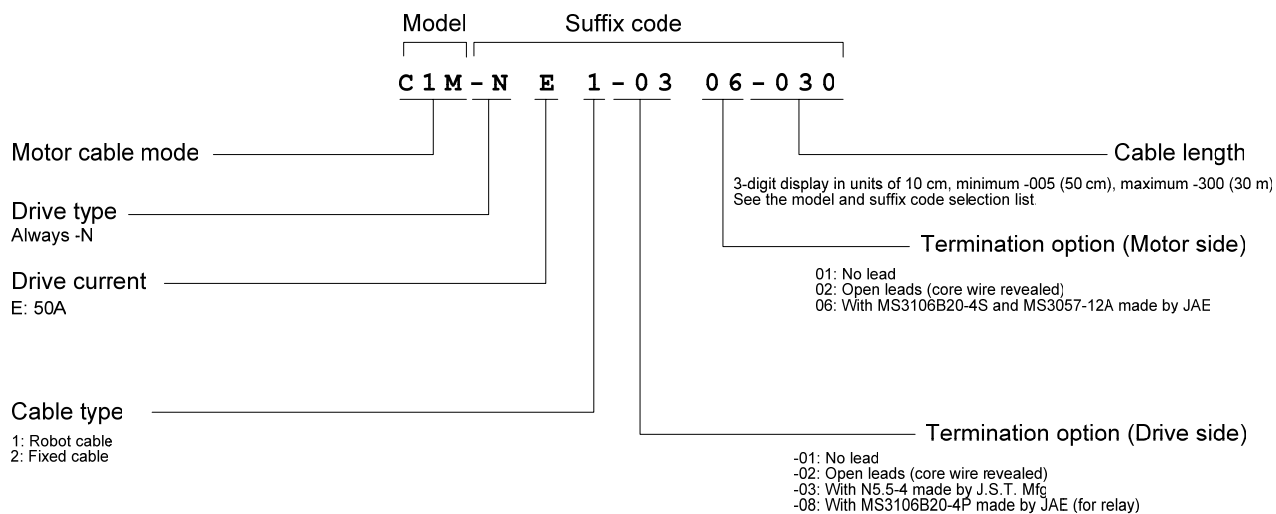 Model Suffix code
C1M-NE1-0306-030
Motor cable mode
Cable length
3-digit display in units of 10 cm, minimum -005 (50 cm), maximum -300 (30 m)
See the model and suffix code selection list.
Drive type
Always -N
Termination option (Motor side)
01: No lead
02: Open leads (core wire revealed)
06: With MS3106B20-4S and MS3057-12A made by JAE
Drive current
E: 50A
Cable type
1: Robot cable
2: Fixed cable
Termination option (Drive side)
-01: No lead
-02: Open leads (core wire revealed)
-03: With N5.5-4 made by J.S.T. Mfg
-08: With MS3106B20-4P made by JAE (for relay)